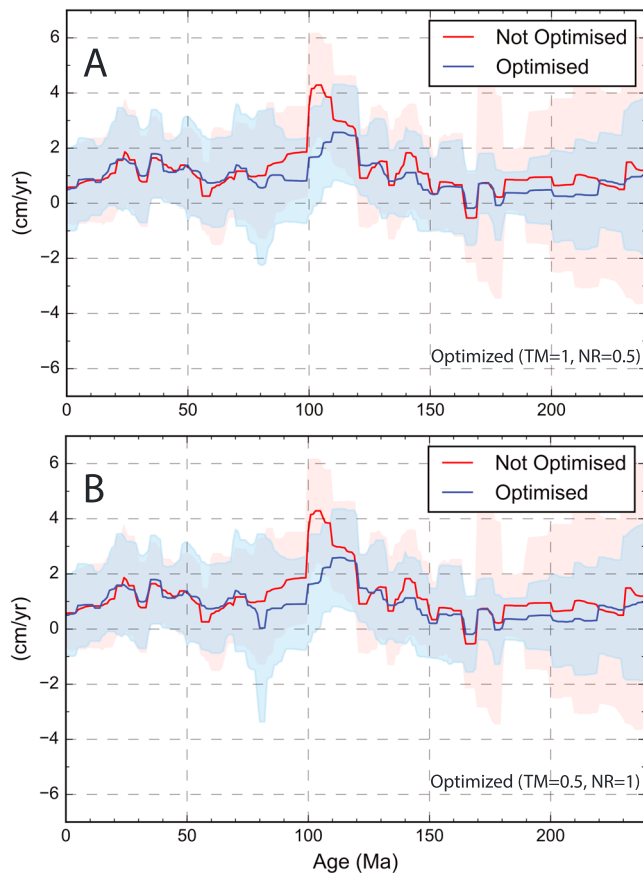 A
Not Optimised
Optimised
6
4
2
0
−2
−4
−6
(cm/yr)
Optimized (TM=1, NR=0.5)
0
50
100
150
200
B
Not Optimised
Optimised
6
4
2
0
−2
−4
−6
(cm/yr)
Optimized (TM=0.5, NR=1)
0
50
100
150
200
Age (Ma)